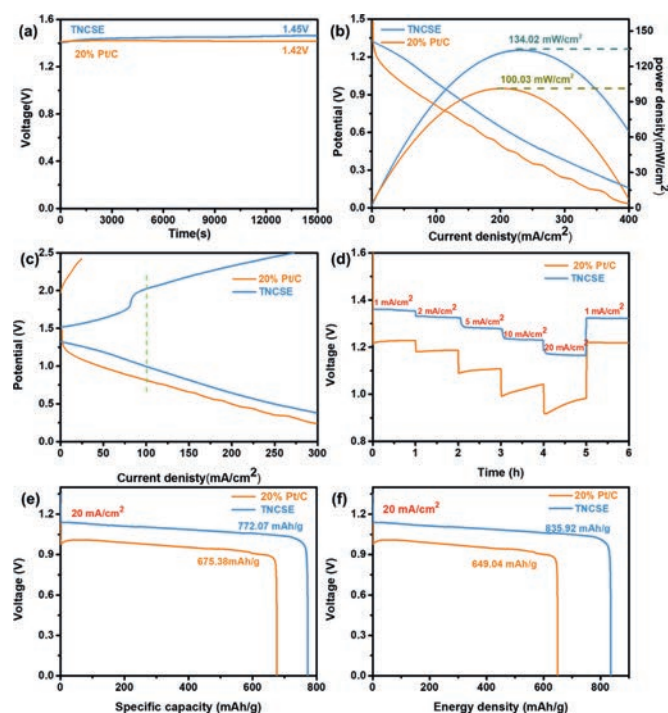 (a)
TNCSE
1.45V
20% Pt/C
1.42V
Voltage(V)
1.6
1.2
0.8
0.4
0.0
0 3000 6000 9000 12000 15000
Time(s)
(b)
TNCSE
20% Pt/C
134.02 mW/cm²
100.03 mW/cm²
Potential (V)
1.5
1.2
0.9
0.6
0.3
0.0
0 100 200 300 400
Current denisty(mA/cm²)
150
120
90
60
30
0
power density(mW/cm²)
(c)
20% Pt/C
TNCSE
Potential (V)
2.5
2.0
1.5
1.0
0.5
0.0
0 50 100 150 200 250 300
Current denisty(mA/cm²)
(d)
20% Pt/C
TNCSE
1 mA/cm²
2 mA/cm²
5 mA/cm²
10 mA/cm²
20 mA/cm²
1 mA/cm²
Voltage (V)
1.6
1.4
1.2
1.0
0.8
0 1 2 3 4 5 6
Time (h)
(e)
20% Pt/C
TNCSE
20 mA/cm²
772.07 mAh/g
675.38mAh/g
Voltage (V)
1.5
1.2
0.9
0.6
0.3
0.0
0 200 400 600 800
Specific capacity (mAh/g)
(f)
20% Pt/C
TNCSE
20 mA/cm²
835.92 mAh/g
649.04 mAh/g
Voltage (V)
1.5
1.2
0.9
0.6
0.3
0.0
0 200 400 600 800
Energy density (mAh/g)